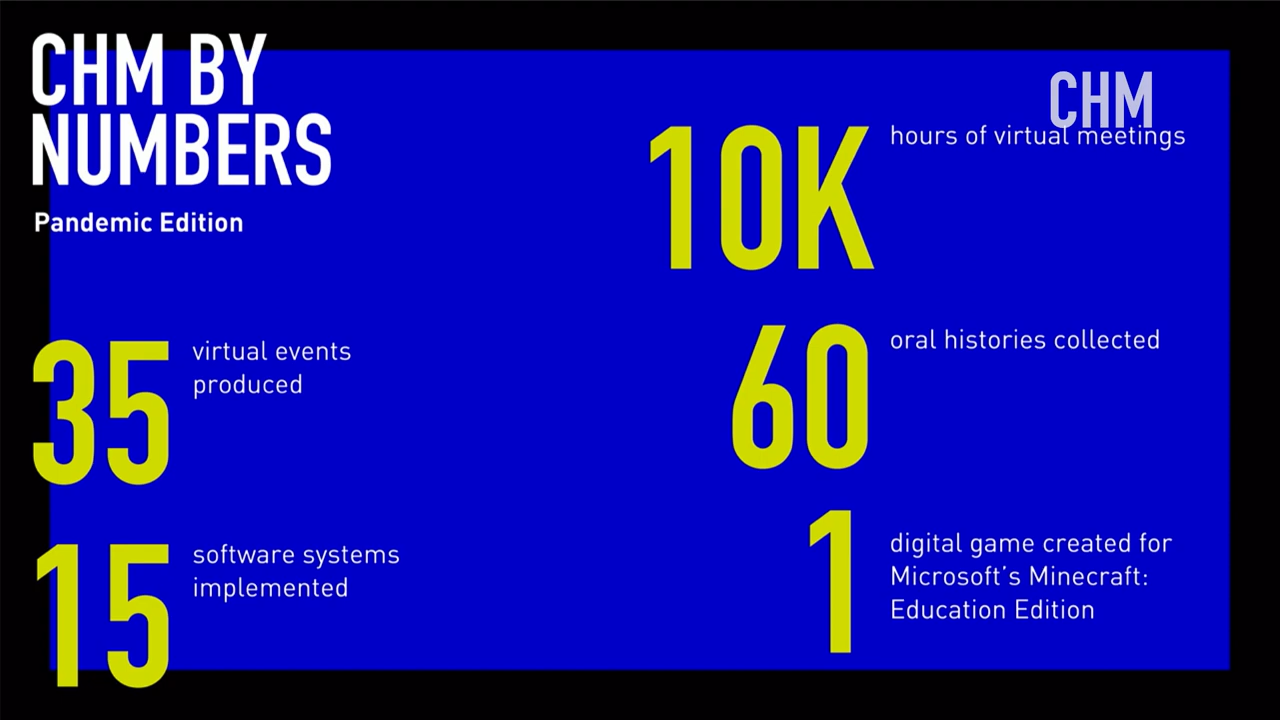 CHM BY
NUMBERS
Pandemic Edition
35
virtual events
produced
15
software systems
implemented
CHM
10K
hours of virtual meetings
60
oral histories collected
1
digital game created for
Microsoft’s Minecraft:
Education Edition